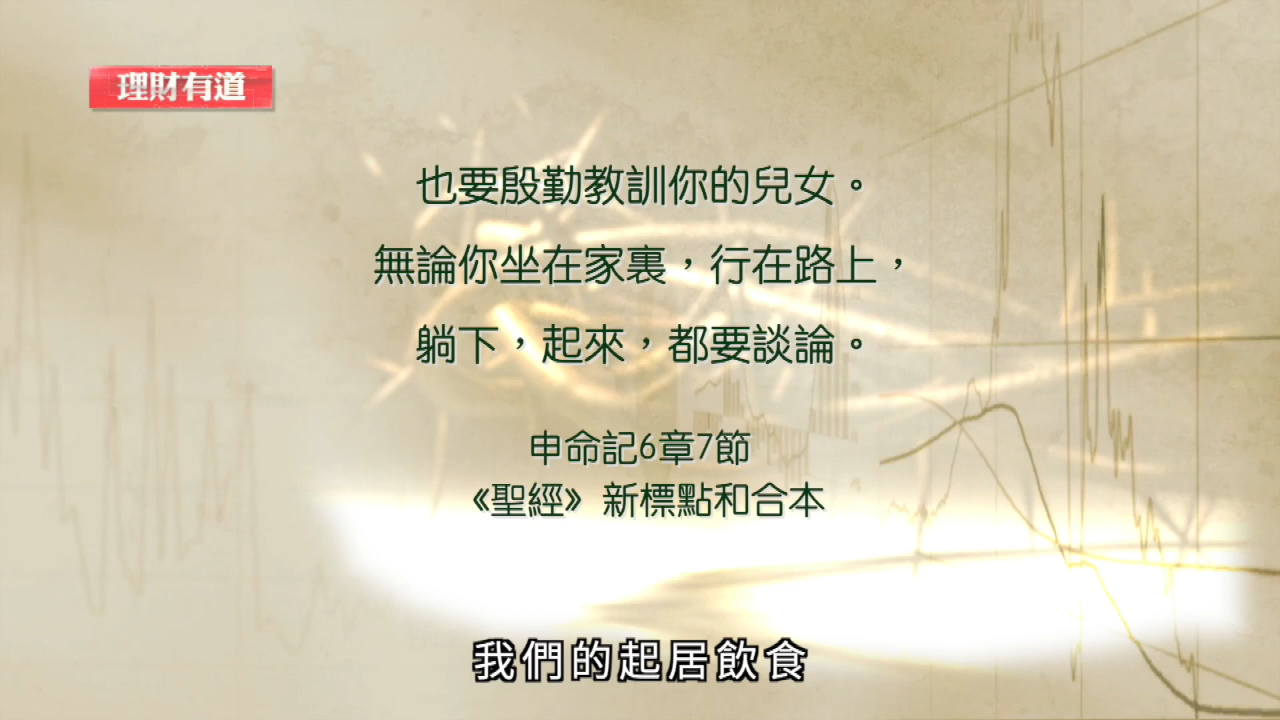 理財有道
也要殷勤教訓你的兒女。
無論你坐在家裏，行在路上，
躺下，起來，都要談論。
申命記6章7節
《聖經》新標點和合本
我們的起居飲食